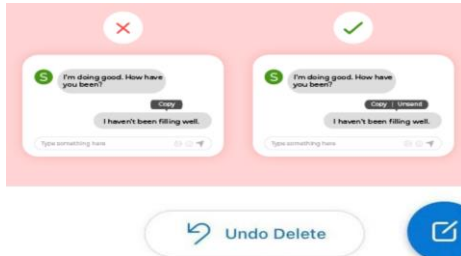 S
I'm doing good. How have
you been?
Copy
I haven't been filling well.
Type something here
S
I'm doing good. How have
you been?
Copy | Unsend
I haven't been filling well.
Type something here
Undo Delete